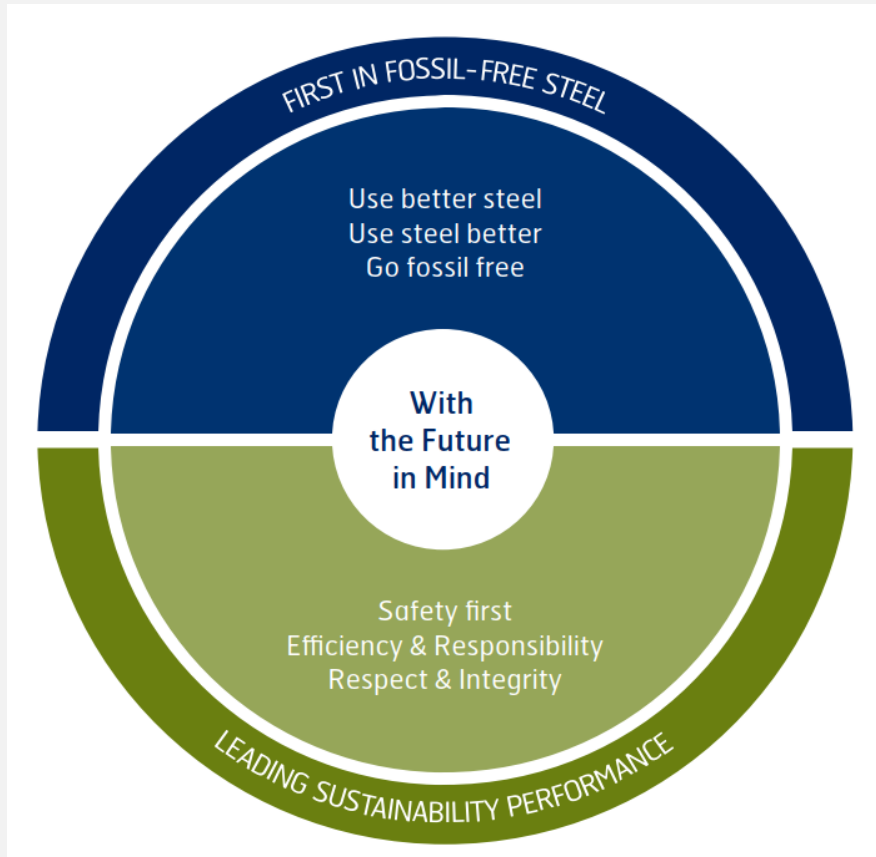 FIRST IN FOSSIL-FREE STEEL
Use better steel
Use steel better
Go fossil free
With
the Future
in Mind
Safety first
Efficiency & Responsibility
Respect & Integrity
LEADING SUSTAINABILITY PERFORMANCE